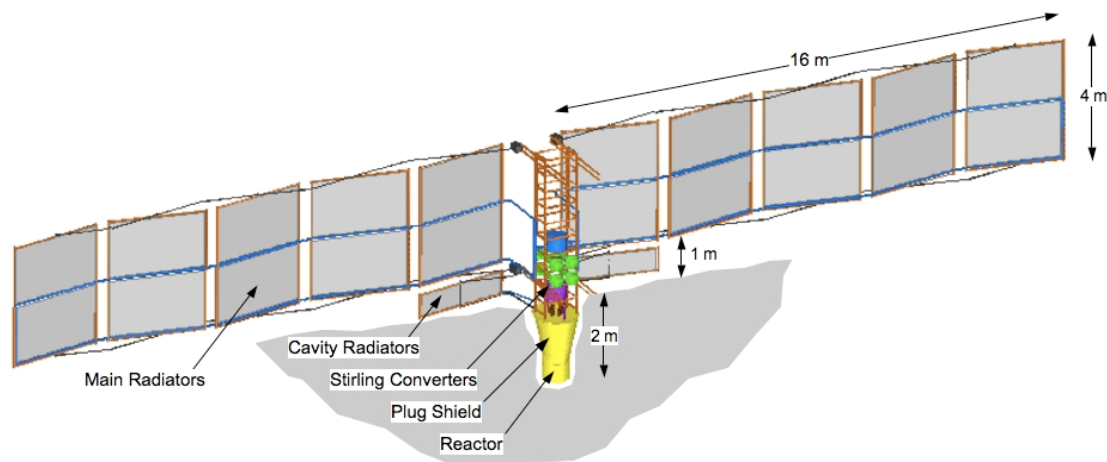 16 m
4 m
1 m
2 m
Cavity Radiators
Main Radiators
Stirling Converters
Plug Shield
Reactor